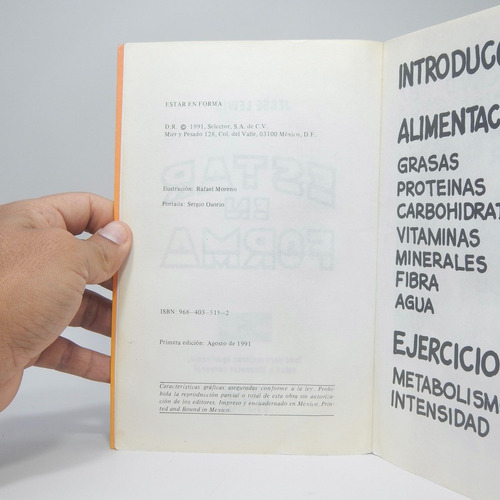 ESTAR EN FORMA
D.R. © 1991, Selector, S.A. de C.V.
Mier y Pesado 128, Col. del Valle, 03100 México, D.F.
Ilustración: Rafael Moreno
Portada: Sergio Osorio
ISBN: 968-403-515-2
Primera edición: Agosto de 1991
Características gráficas aseguradas conforme a la ley. Prohi-
bida la reproducción parcial o total de esta obra sin autoriza-
ción de los editores. Impreso y encuadernado en México. Prin-
ted and Bound in Mexico.
INTRODUCC
ALIMENTAC
GRASAS
PROTEINAS
CARBOHIDRAT
VITAMINAS
MINERALES
FIBRA
AGUA
EJERCICIO
METABOLISM
INTENSIDAD